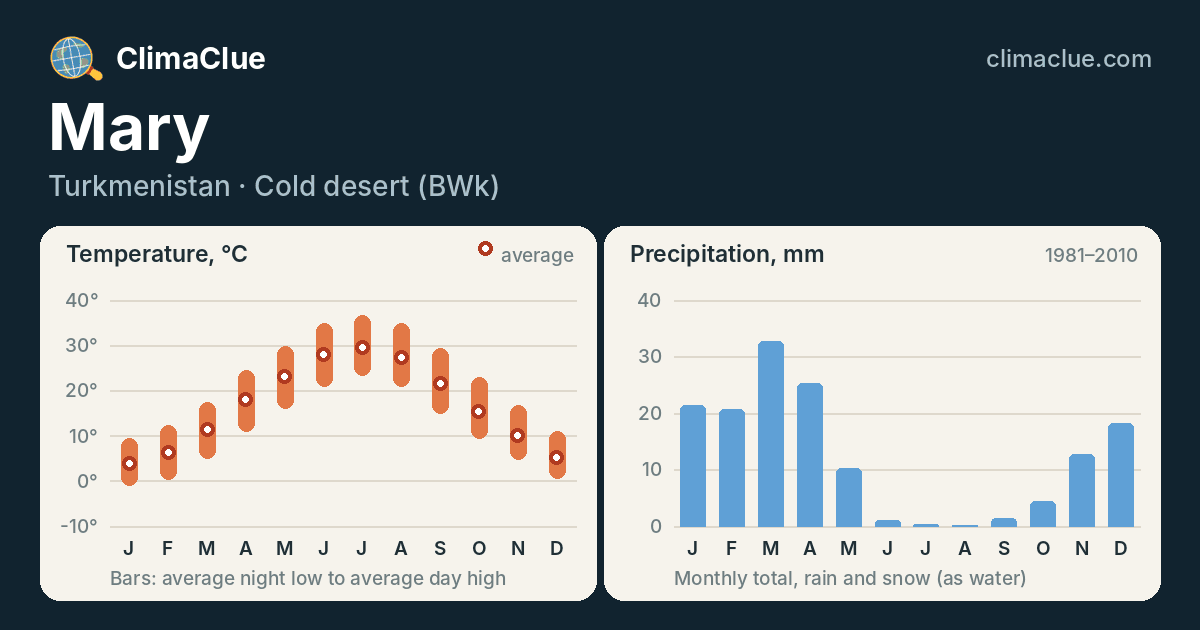 ClimaClue
climaclue.com
Mary
Turkmenistan · Cold desert (BWk)
Temperature, °C
average
40°
30°
20°
10°
0°
-10°
J F M A M J J A S O N D
Bars: average night low to average day high
Precipitation, mm
1981–2010
40
30
20
10
0
J F M A M J J A S O N D
Monthly total, rain and snow (as water)